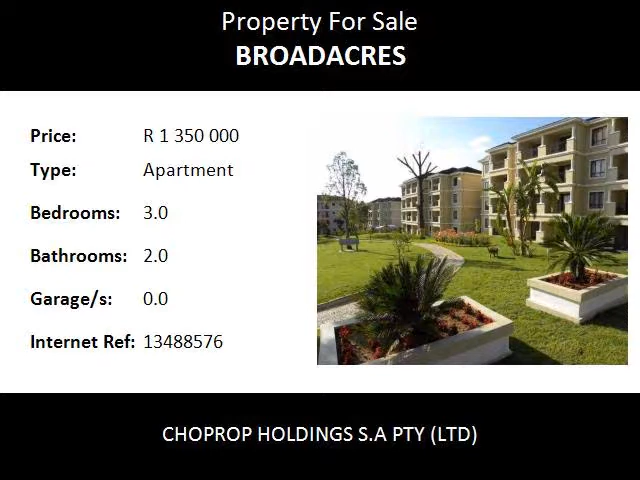 Property For Sale
BROADACRES
Price: R 1 350 000
Type: Apartment
Bedrooms: 3.0
Bathrooms: 2.0
Garage/s: 0.0
Internet Ref: 13488576
CHOPROP HOLDINGS S.A PTY (LTD)